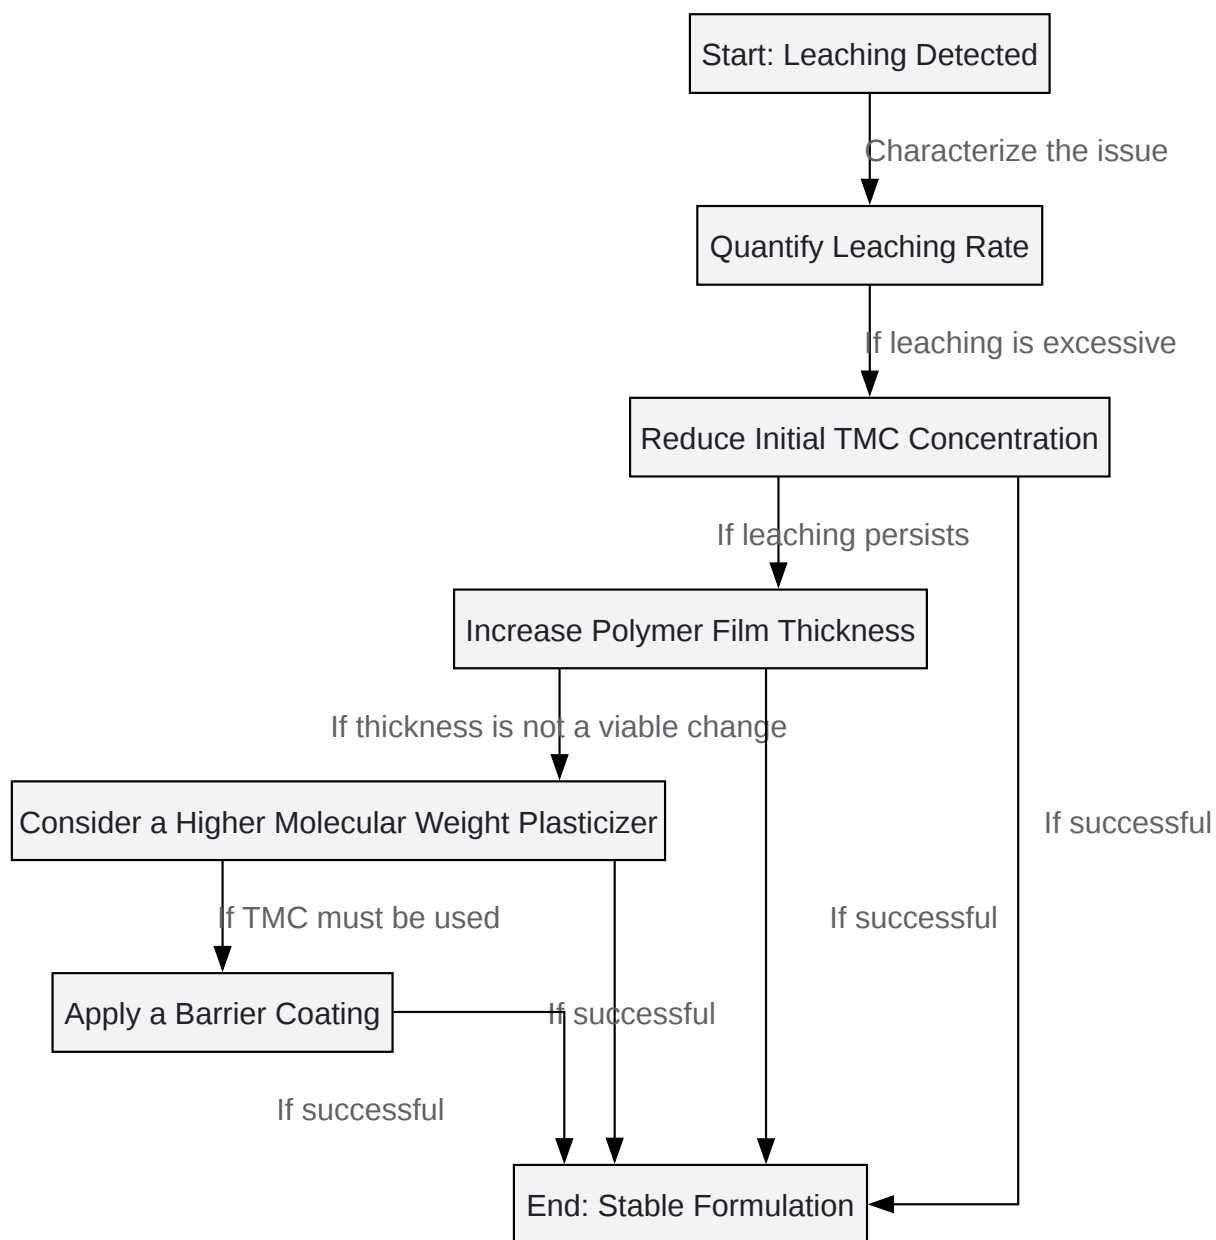 Start: Leaching Detected
Characterize the issue
Quantify Leaching Rate
If leaching is excessive
Reduce Initial TMC Concentration
If leaching persists
Increase Polymer Film Thickness
If thickness is not a viable change
Consider a Higher Molecular Weight Plasticizer
If successful
If TMC must be used
If successful
Apply a Barrier Coating
If successful
If successful
End: Stable Formulation